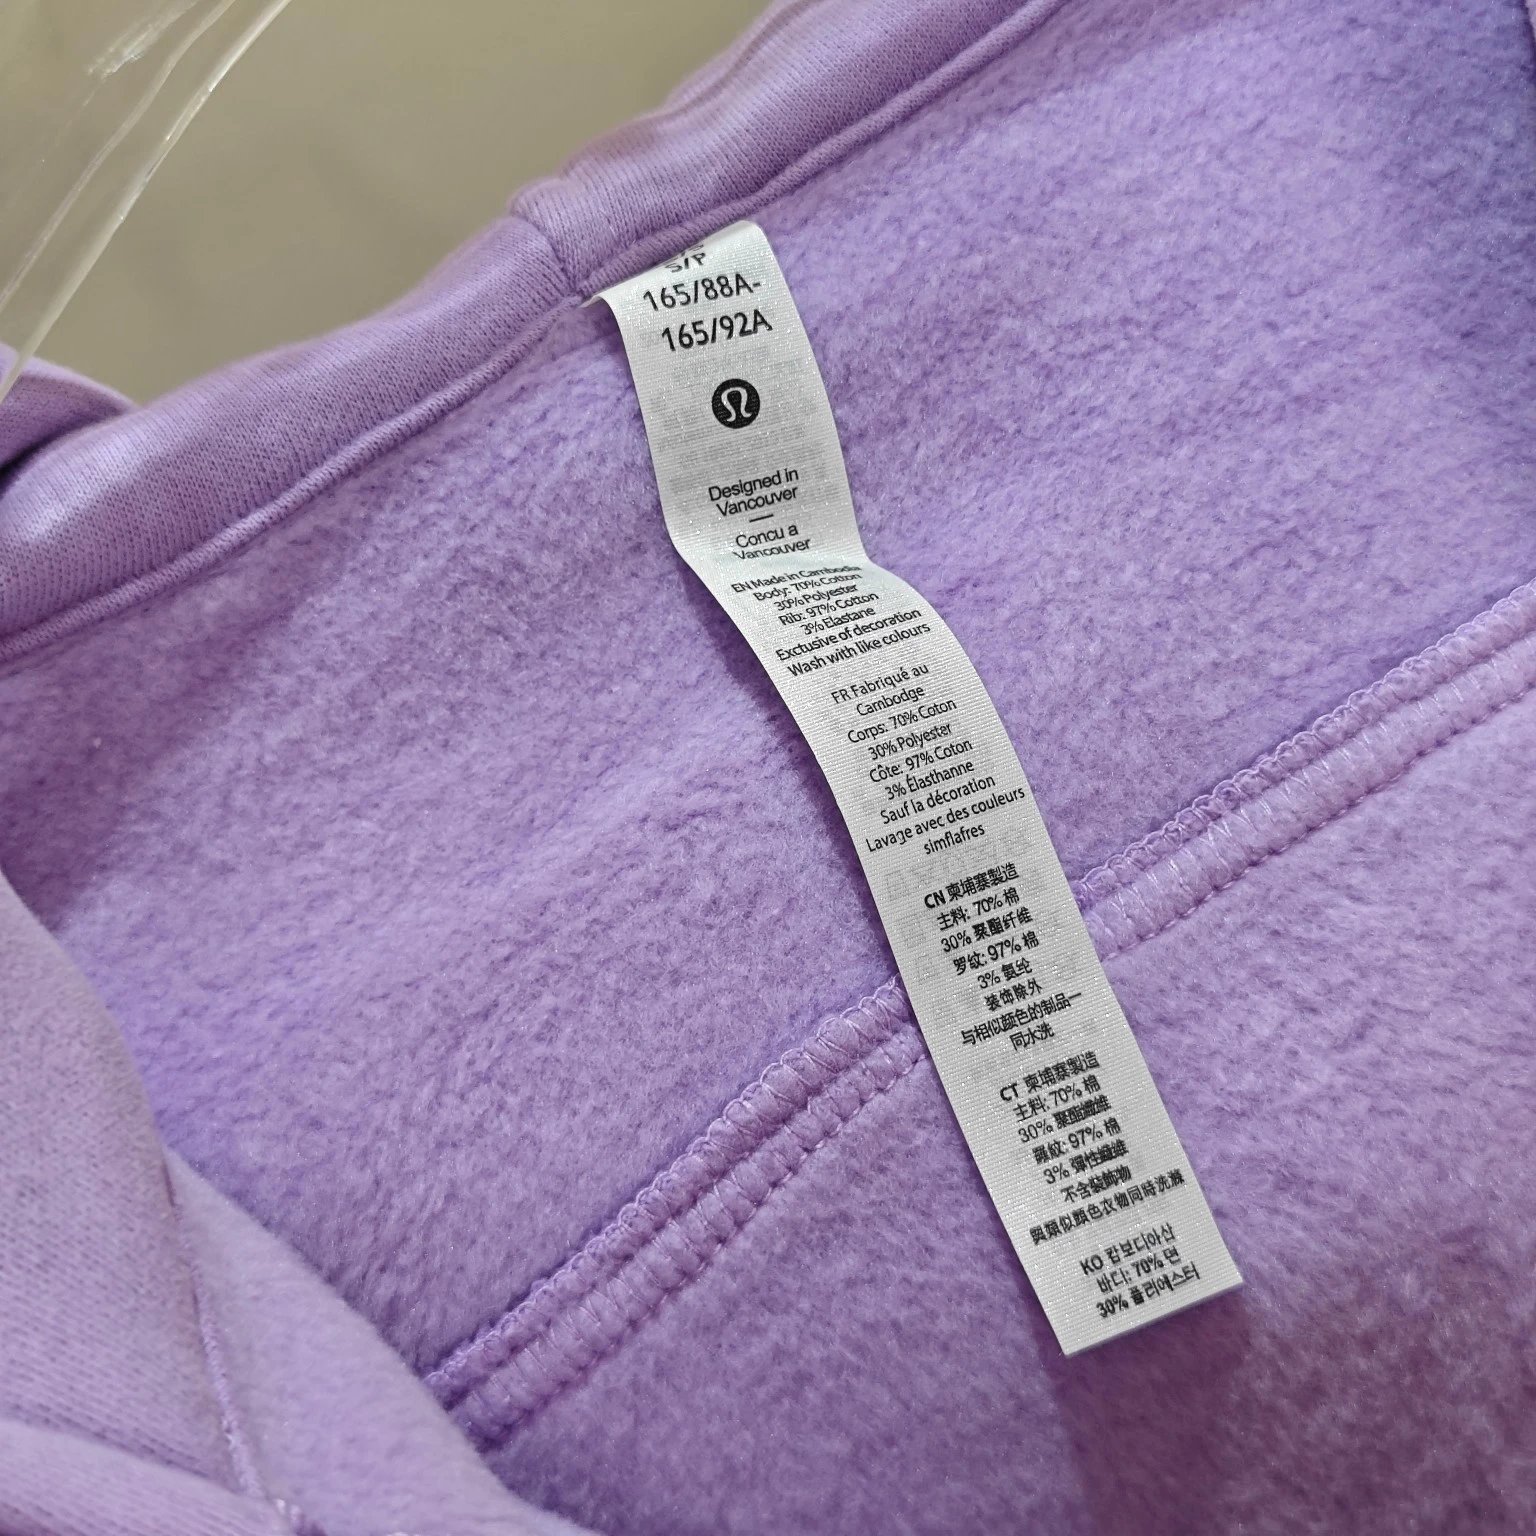 S/P
165/88A-
165/92A
Designed in
Vancouver
—
Concu a
Vancouver
EN Made in Cambodia
Body: 70% Cotton
30% Polyester
Rib: 97% Cotton
3% Elastane
Exctusive of decoration
Wash with like colours
FR Fabriqué au
Cambodge
Corps: 70% Coton
30% Polyester
Côte: 97% Coton
3% Élasthanne
Sauf la décoration
Lavage avec des couleurs
simflafres
CN 柬埔寨製造
主料: 70% 棉
30% 聚酯纤维
罗纹: 97% 棉
3% 氨纶
装饰除外
与相似颜色的制品一
同水洗
CT 柬埔寨製造
主料: 70% 棉
30% 聚酯纖維
羅紋: 97% 棉
3% 彈性纖維
不含裝飾物
與類似顏色衣物同時洗滌
KO 캄보디아산
바디: 70% 면
30% 폴리에스터